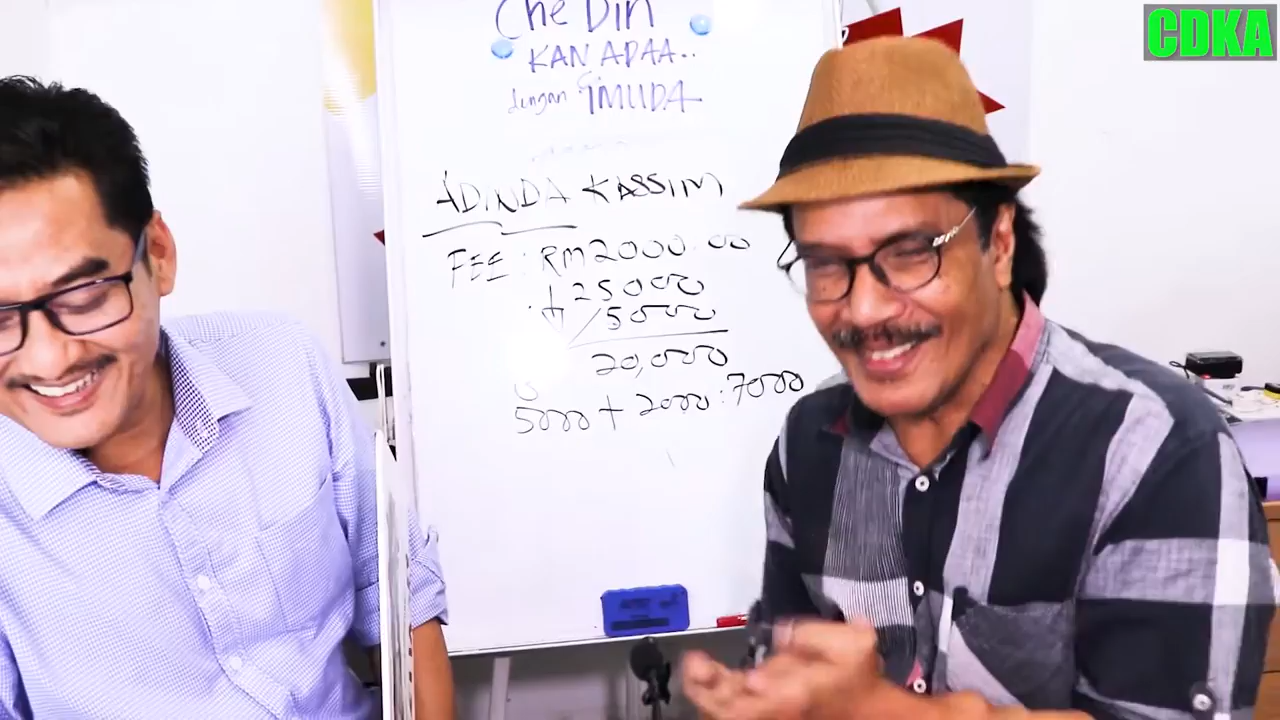 CDKA
Che Din
KAN ADAA..
dengan IMUDA
ADINDA KASSIM
FEE : RM2000.00
25000
5000
20,000
5000 + 2000 : 7000